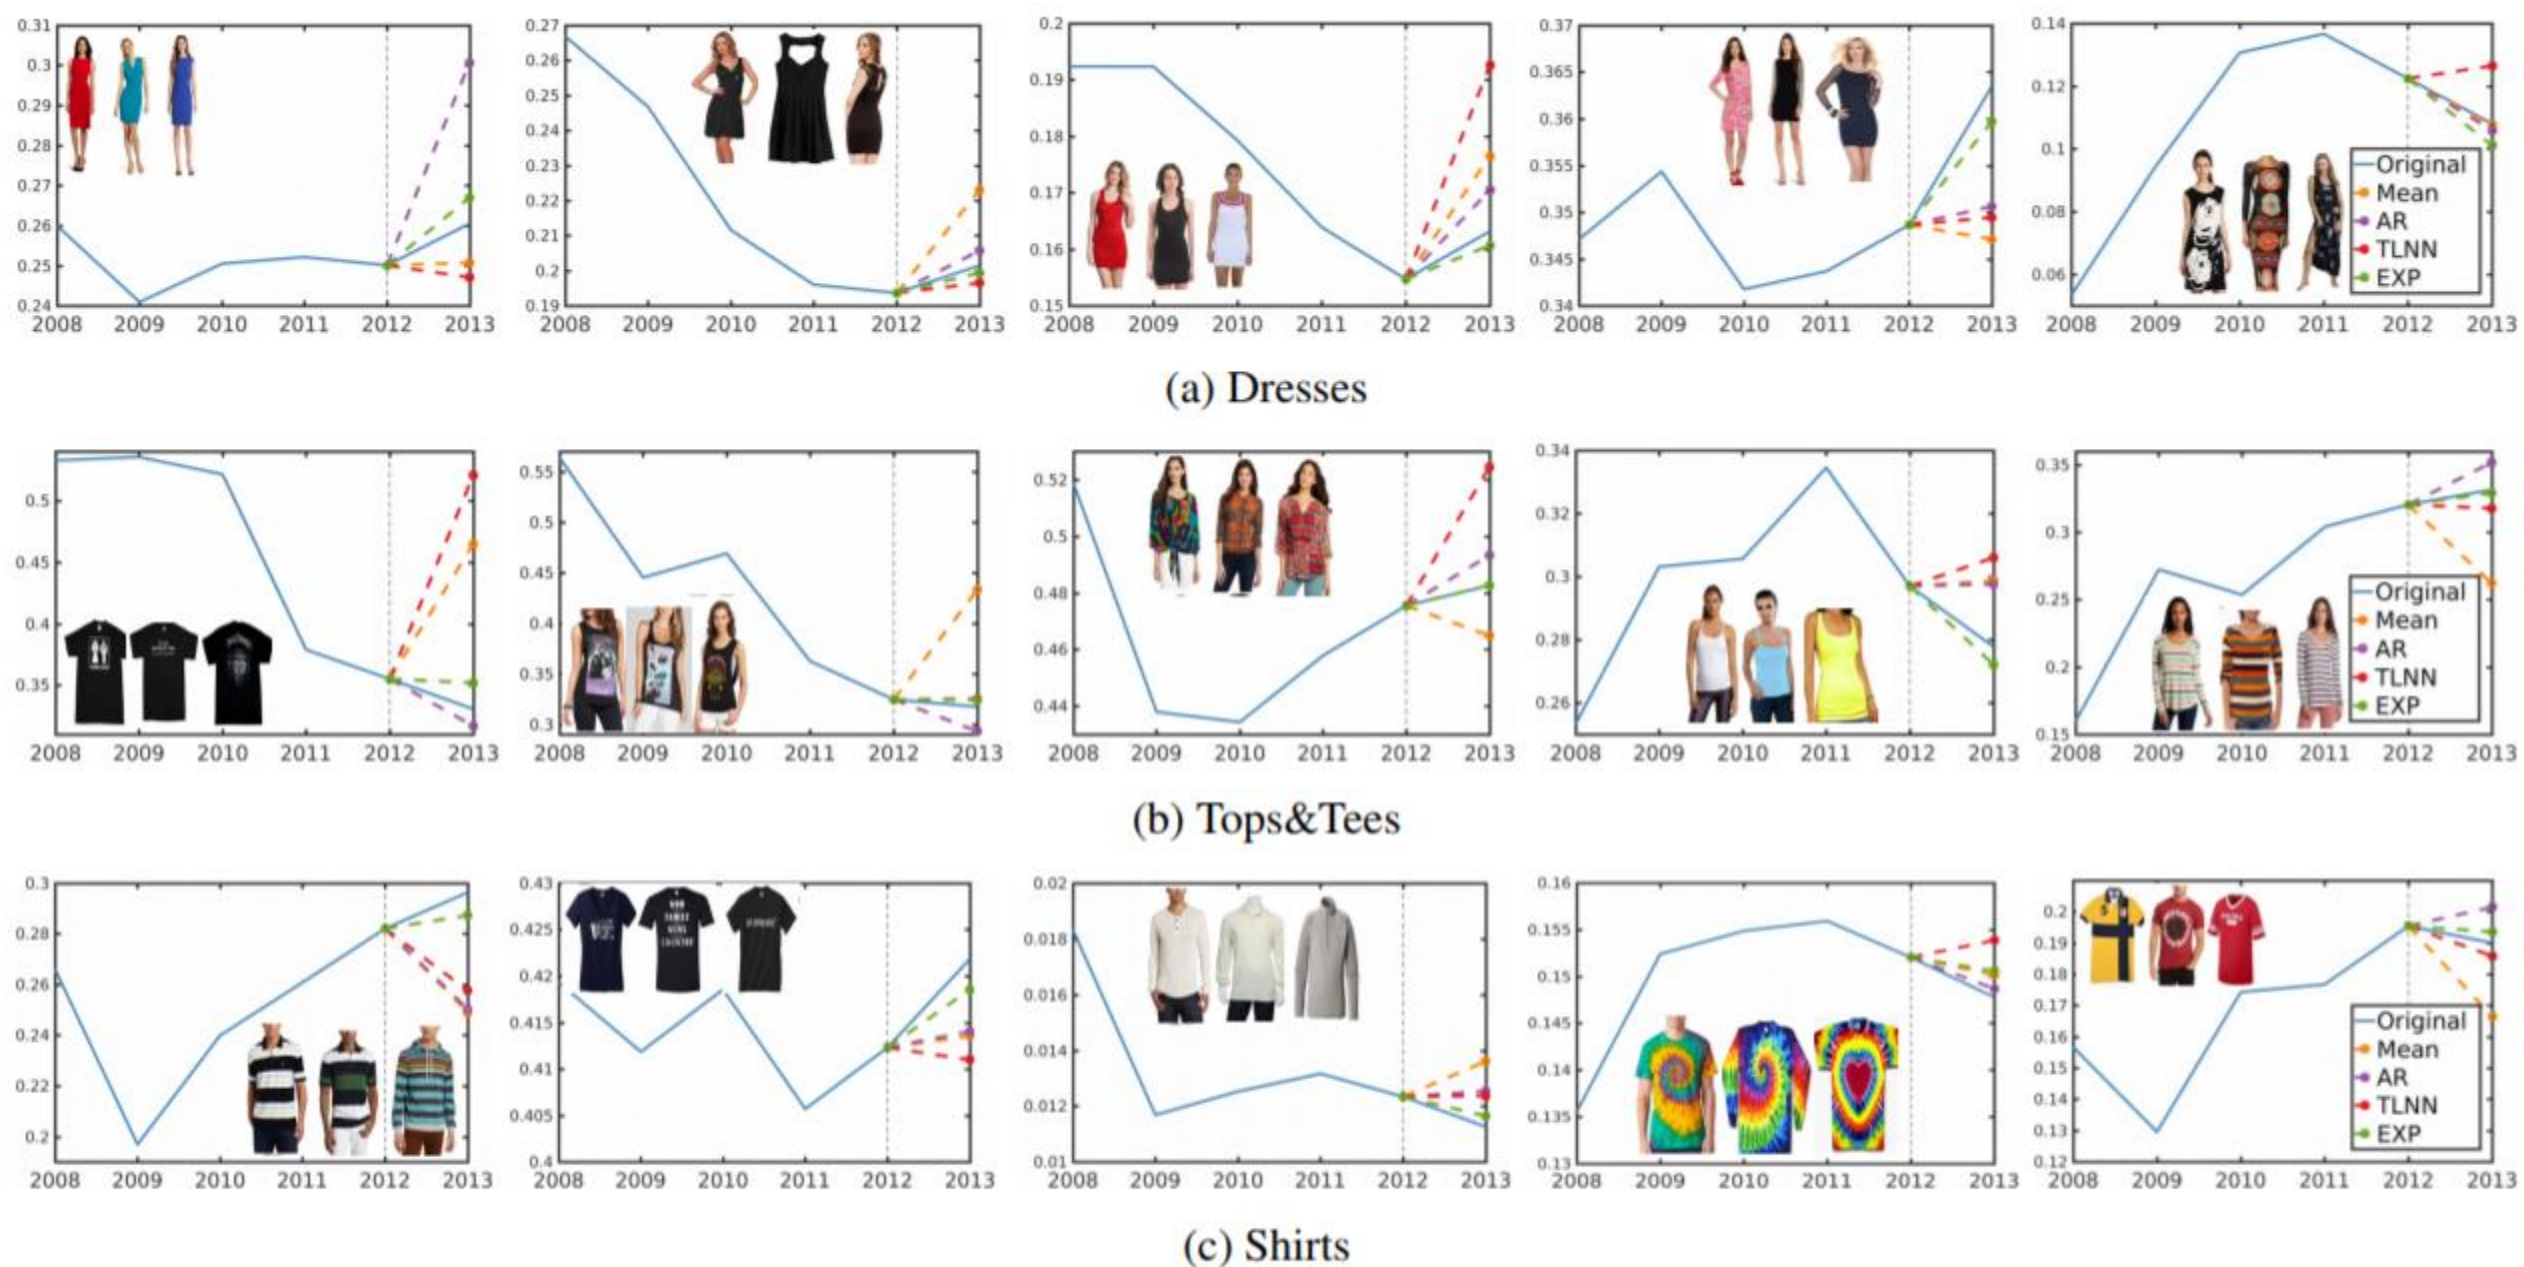 0.31
0.3
0.29
0.28
0.27
0.26
0.25
0.24
2008 2009 2010 2011 2012 2013
0.27
0.26
0.25
0.24
0.23
0.22
0.21
0.2
0.19
2008 2009 2010 2011 2012 2013
0.2
0.19
0.18
0.17
0.16
0.15
2008 2009 2010 2011 2012 2013
0.37
0.365
0.36
0.355
0.35
0.345
0.34
2008 2009 2010 2011 2012 2013
0.14
0.12
0.1
0.08
0.06
2008 2009 2010 2011 2012 2013
Original
Mean
AR
TLNN
EXP
(a) Dresses
0.5
0.45
0.4
0.35
2008 2009 2010 2011 2012 2013
0.55
0.5
0.45
0.4
0.35
0.3
2008 2009 2010 2011 2012 2013
0.52
0.5
0.48
0.46
0.44
2008 2009 2010 2011 2012 2013
0.34
0.32
0.3
0.28
0.26
2008 2009 2010 2011 2012 2013
0.35
0.3
0.25
0.2
0.15
2008 2009 2010 2011 2012 2013
Original
Mean
AR
TLNN
EXP
(b) Tops&Tees
0.3
0.28
0.26
0.24
0.22
0.2
2008 2009 2010 2011 2012 2013
0.43
0.425
0.42
0.415
0.41
0.405
0.4
2008 2009 2010 2011 2012 2013
0.02
0.018
0.016
0.014
0.012
0.01
2008 2009 2010 2011 2012 2013
0.16
0.155
0.15
0.145
0.14
0.135
0.13
2008 2009 2010 2011 2012 2013
0.2
0.19
0.18
0.17
0.16
0.15
0.14
0.13
0.12
2008 2009 2010 2011 2012 2013
Original
Mean
AR
TLNN
EXP
(c) Shirts